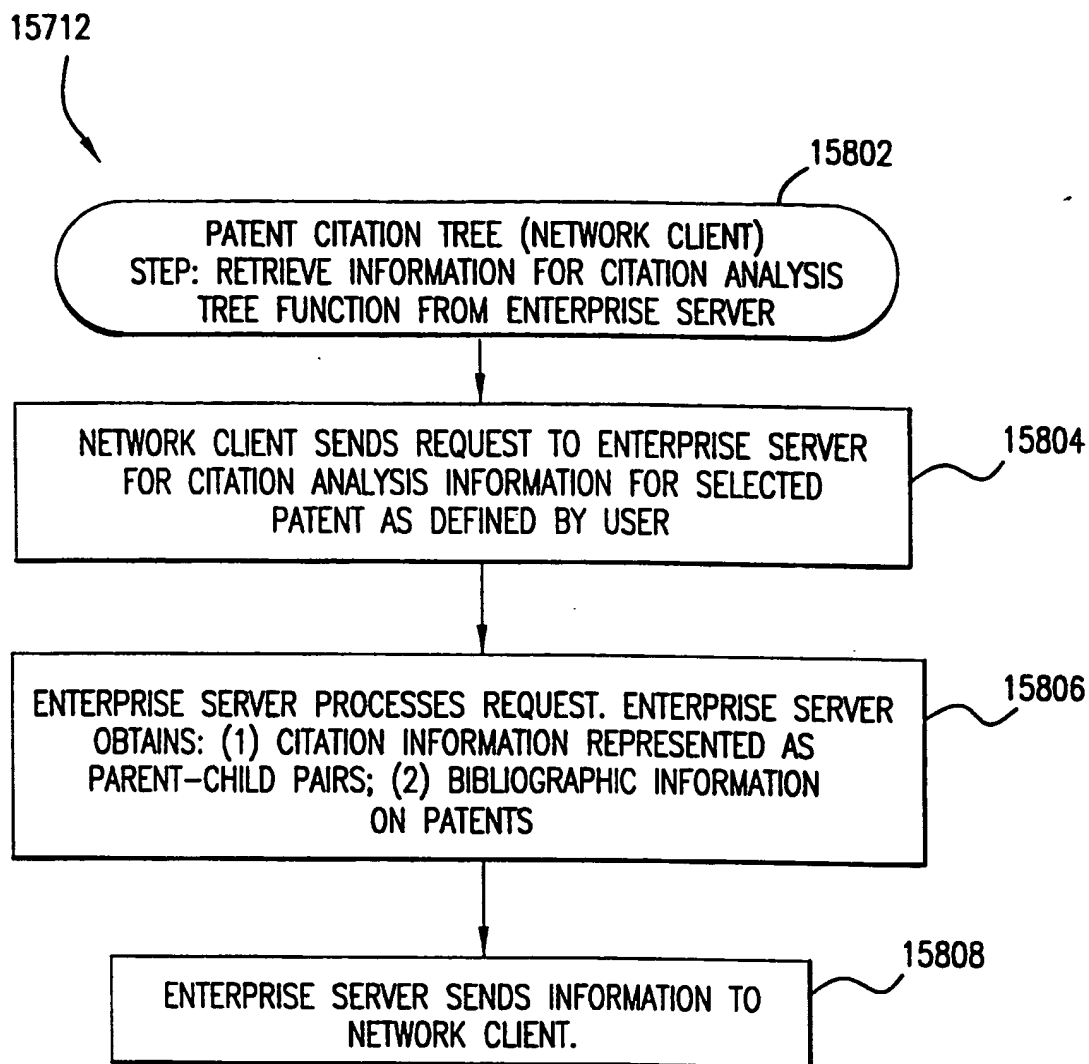 15712
15802
PATENT CITATION TREE (NETWORK CLIENT)
STEP: RETRIEVE INFORMATION FOR CITATION ANALYSIS
TREE FUNCTION FROM ENTERPRISE SERVER
15804
NETWORK CLIENT SENDS REQUEST TO ENTERPRISE SERVER
FOR CITATION ANALYSIS INFORMATION FOR SELECTED
PATENT AS DEFINED BY USER
15806
ENTERPRISE SERVER PROCESSES REQUEST. ENTERPRISE SERVER
OBTAINS: (1) CITATION INFORMATION REPRESENTED AS
PARENT-CHILD PAIRS; (2) BIBLIOGRAPHIC INFORMATION
ON PATENTS
15808
ENTERPRISE SERVER SENDS INFORMATION TO
NETWORK CLIENT.